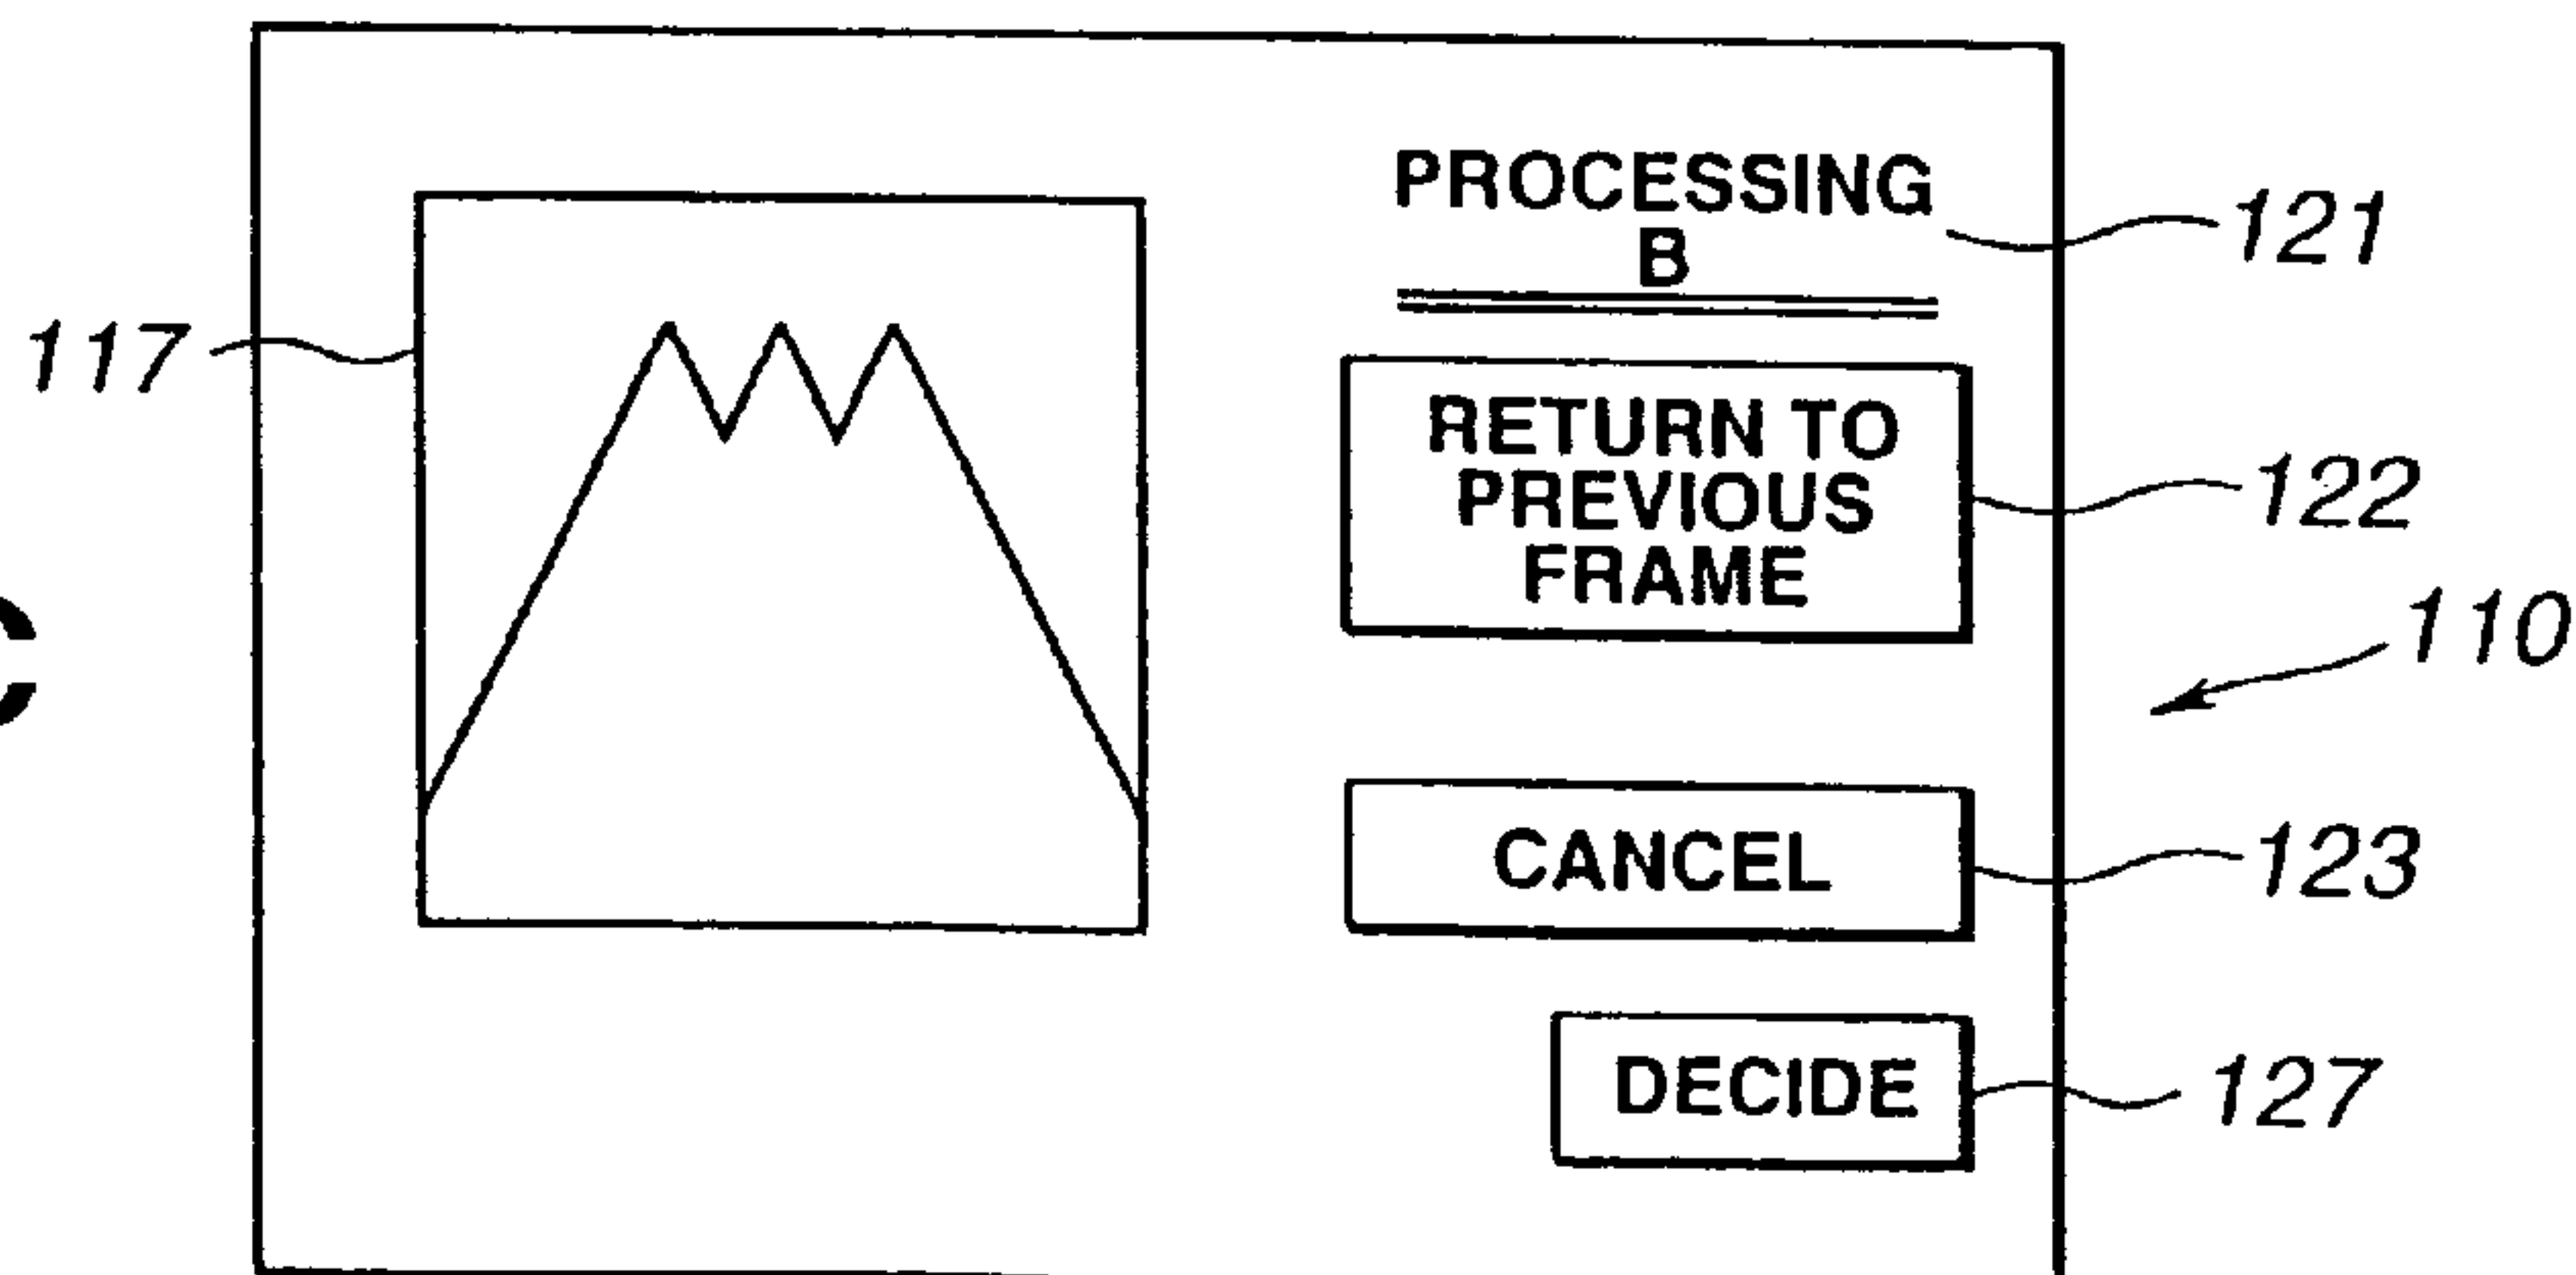 PROCESSING
B
121
117
RETURN TO
PREVIOUS
FRAME
122
110
C
CANCEL
123
DECIDE
127